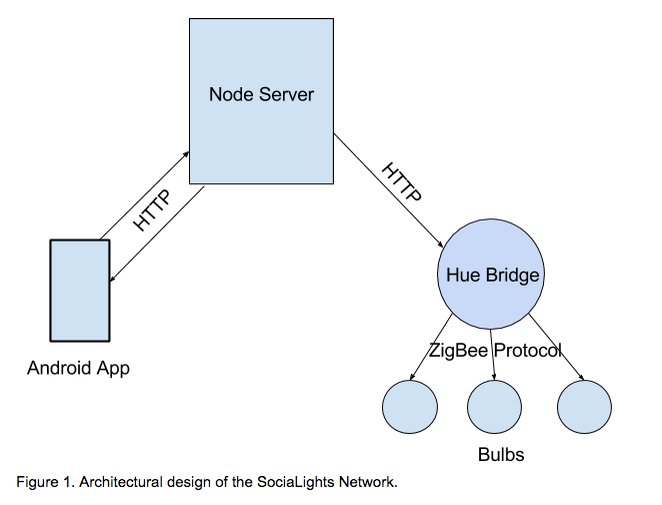 Node Server
HTTP
HTTP
Hue Bridge
Android App
ZigBee Protocol
Bulbs
Figure 1. Architectural design of the SociaLights Network.